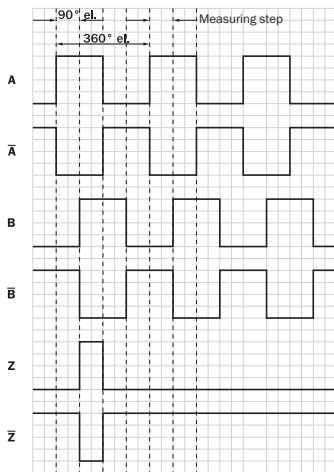 90° el.
Measuring step
360° el.
A
A̅
B
B̅
Z
Z̅